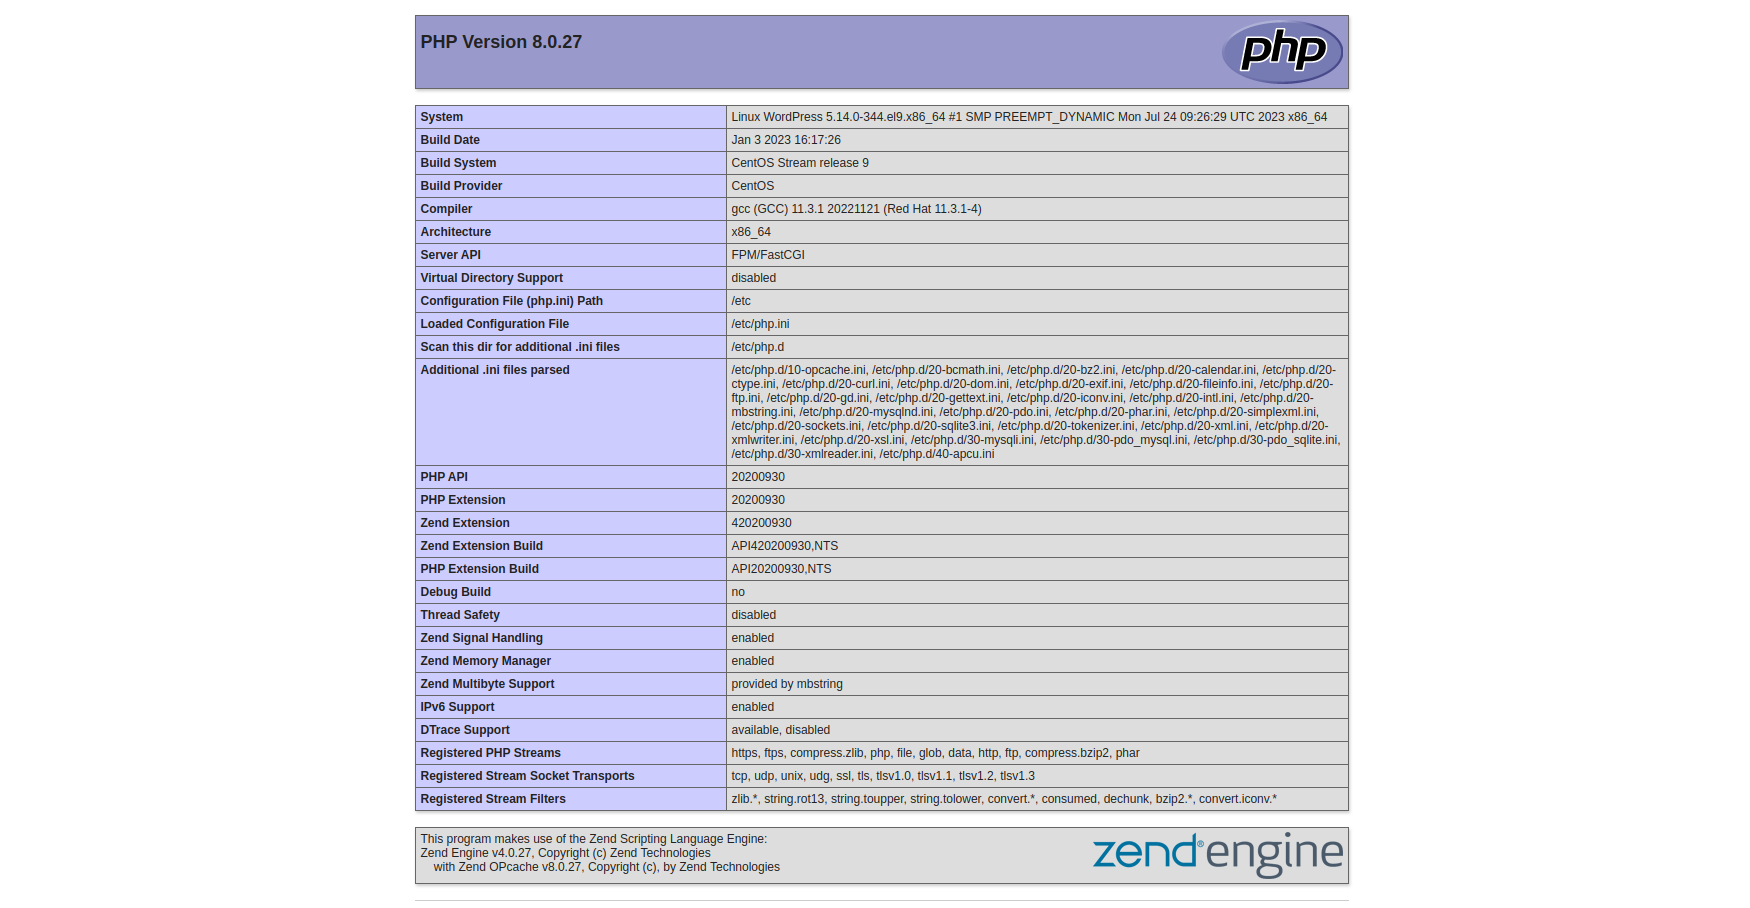 PHP Version 8.0.27
php
System Linux WordPress 5.14.0-344.el9.x86_64 #1 SMP PREEMPT_DYNAMIC Mon Jul 24 09:26:29 UTC 2023 x86_64
Build Date Jan 3 2023 16:17:26
Build System CentOS Stream release 9
Build Provider CentOS
Compiler gcc (GCC) 11.3.1 20221121 (Red Hat 11.3.1-4)
Architecture x86_64
Server API FPM/FastCGI
Virtual Directory Support disabled
Configuration File (php.ini) Path /etc
Loaded Configuration File /etc/php.ini
Scan this dir for additional .ini files /etc/php.d
Additional .ini files parsed /etc/php.d/10-opcache.ini, /etc/php.d/20-bcmath.ini, /etc/php.d/20-bz2.ini, /etc/php.d/20-calendar.ini, /etc/php.d/20-
ctype.ini, /etc/php.d/20-curl.ini, /etc/php.d/20-dom.ini, /etc/php.d/20-exif.ini, /etc/php.d/20-fileinfo.ini, /etc/php.d/20-
ftp.ini, /etc/php.d/20-gd.ini, /etc/php.d/20-gettext.ini, /etc/php.d/20-iconv.ini, /etc/php.d/20-intl.ini, /etc/php.d/20-
mbstring.ini, /etc/php.d/20-mysqlnd.ini, /etc/php.d/20-pdo.ini, /etc/php.d/20-phar.ini, /etc/php.d/20-simplexml.ini,
/etc/php.d/20-sockets.ini, /etc/php.d/20-sqlite3.ini, /etc/php.d/20-tokenizer.ini, /etc/php.d/20-xml.ini, /etc/php.d/20-
xmlwriter.ini, /etc/php.d/20-xsl.ini, /etc/php.d/30-mysqli.ini, /etc/php.d/30-pdo_mysql.ini, /etc/php.d/30-pdo_sqlite.ini,
/etc/php.d/30-xmlreader.ini, /etc/php.d/40-apcu.ini
PHP API 20200930
PHP Extension 20200930
Zend Extension 420200930
Zend Extension Build API420200930,NTS
PHP Extension Build API20200930,NTS
Debug Build no
Thread Safety disabled
Zend Signal Handling enabled
Zend Memory Manager enabled
Zend Multibyte Support provided by mbstring
IPv6 Support enabled
DTrace Support available, disabled
Registered PHP Streams https, ftps, compress.zlib, php, file, glob, data, http, ftp, compress.bzip2, phar
Registered Stream Socket Transports tcp, udp, unix, udg, ssl, tls, tlsv1.0, tlsv1.1, tlsv1.2, tlsv1.3
Registered Stream Filters zlib.*, string.rot13, string.toupper, string.tolower, convert.*, consumed, dechunk, bzip2.*, convert.iconv.*
This program makes use of the Zend Scripting Language Engine:
Zend Engine v4.0.27, Copyright (c) Zend Technologies
with Zend OPcache v8.0.27, Copyright (c), by Zend Technologies
zend® engine